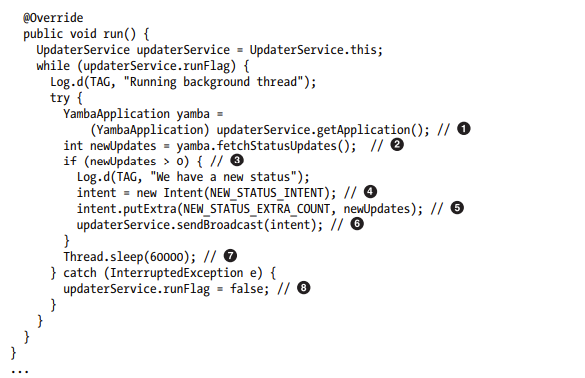 @Override
public void run() {
UpdaterService updaterService = UpdaterService.this;
while (updaterService.runFlag) {
Log.d(TAG, "Running background thread");
try {
YambaApplication yamba =
(YambaApplication) updaterService.getApplication(); // ❶
int newUpdates = yamba.fetchStatusUpdates(); // ❷
if (newUpdates > 0) { // ❸
Log.d(TAG, "We have a new status");
intent = new Intent(NEW_STATUS_INTENT); // ❹
intent.putExtra(NEW_STATUS_EXTRA_COUNT, newUpdates); // ❺
updaterService.sendBroadcast(intent); // ❻
}
Thread.sleep(60000); // ❼
} catch (InterruptedException e) {
updaterService.runFlag = false; // ❽
}
}
}
}
...